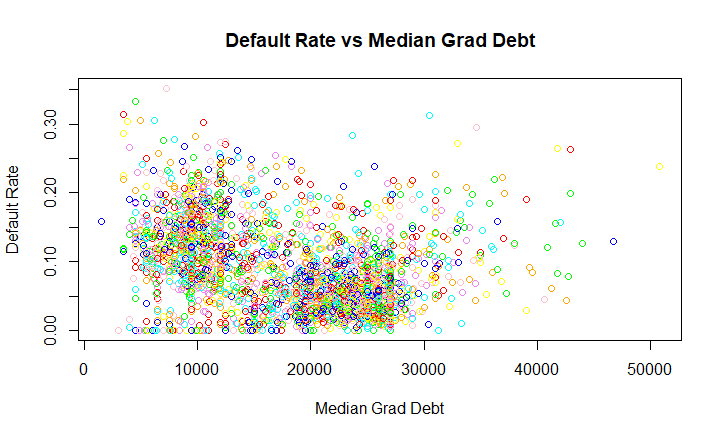 Default Rate vs Median Grad Debt
Default Rate
0.30
0.20
0.10
0.00
0 10000 20000 30000 40000 50000
Median Grad Debt